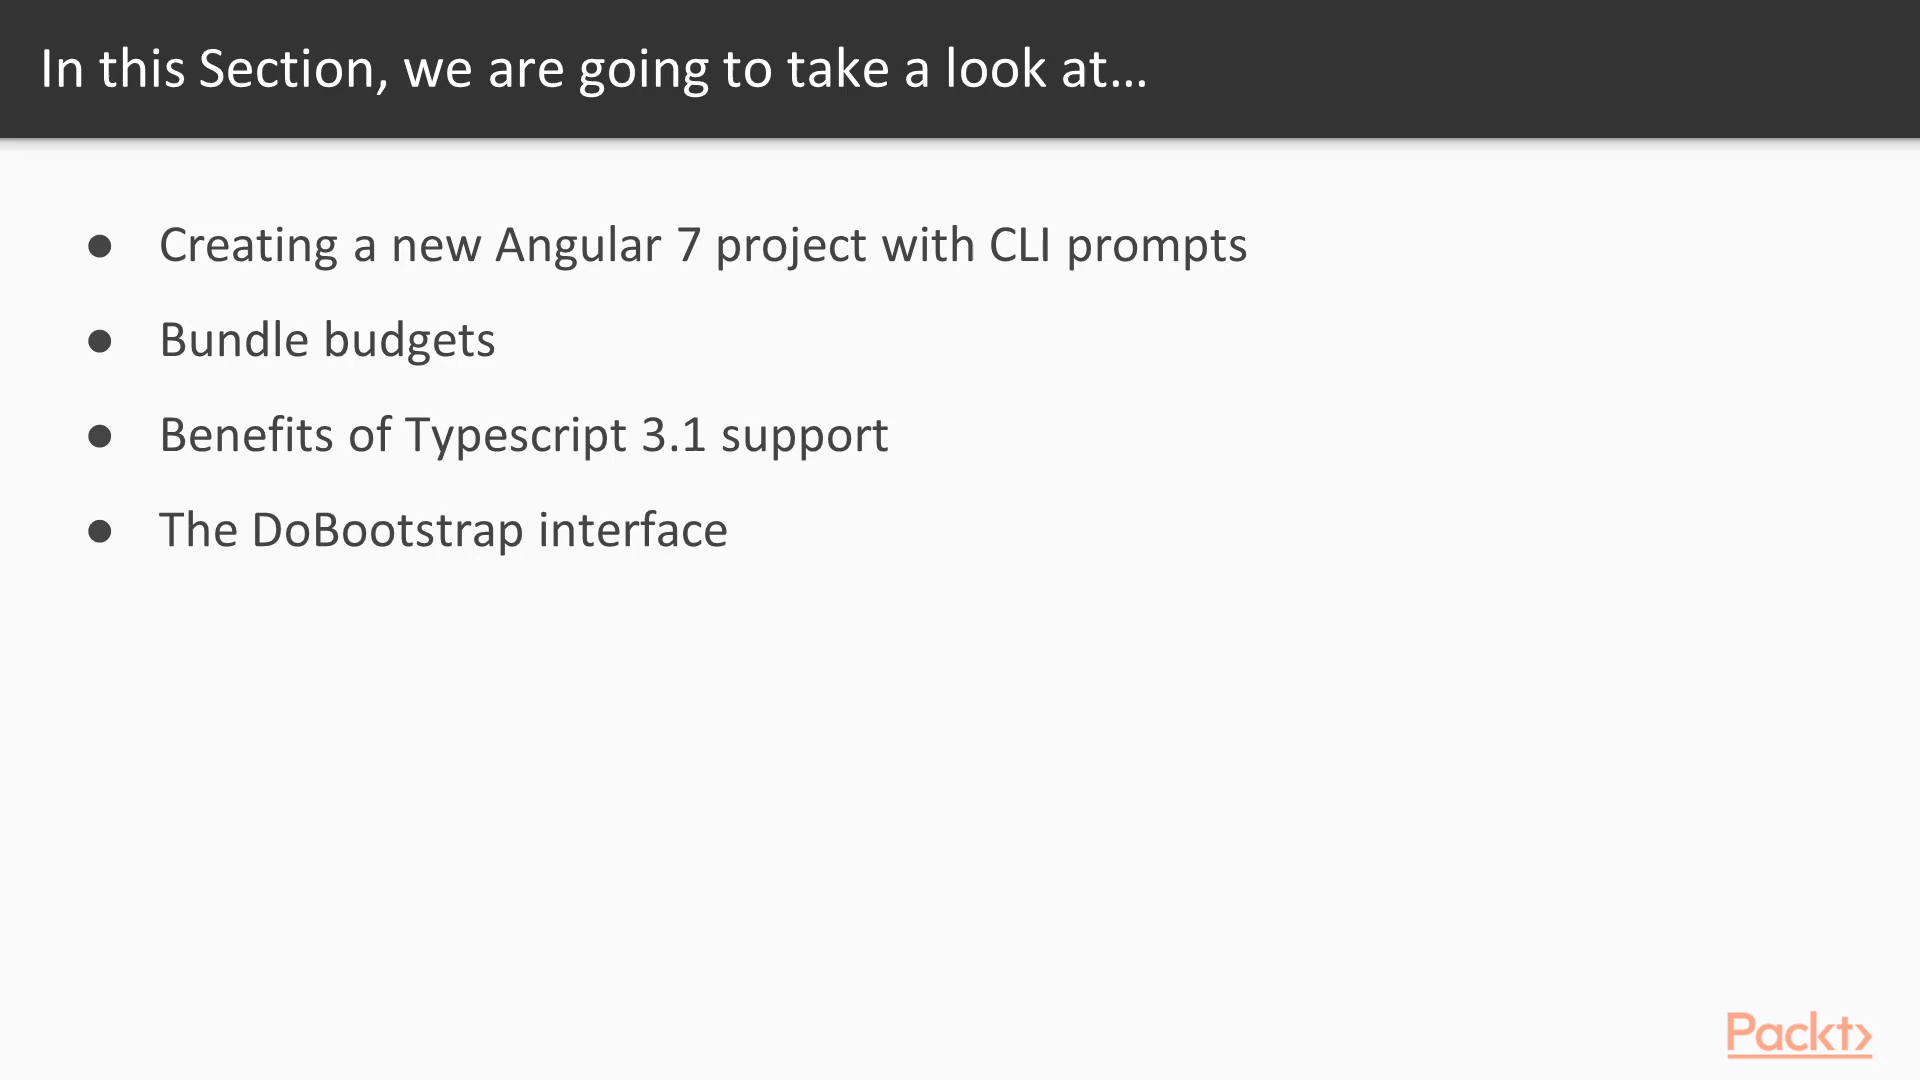 In this Section, we are going to take a look at...
● Creating a new Angular 7 project with CLI prompts
● Bundle budgets
● Benefits of Typescript 3.1 support
● The DoBootstrap interface
Packt>